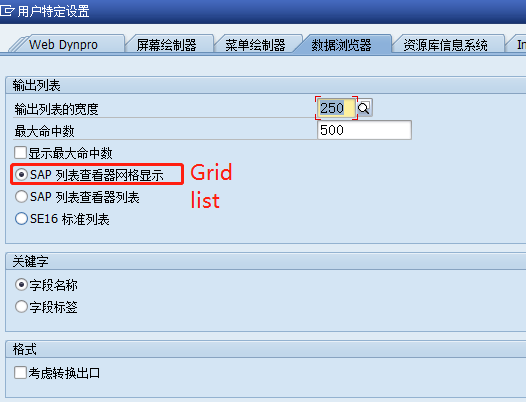 用户特定设置
Web Dynpro 屏幕绘制器 菜单绘制器 数据浏览器 资源库信息系统 In
输出列表
输出列表的宽度 250
最大命中数 500
显示最大命中数
SAP 列表查看器网格显示 Grid
SAP 列表查看器列表 list
SE16 标准列表
关键字
字段名称
字段标签
格式
考虑转换出口